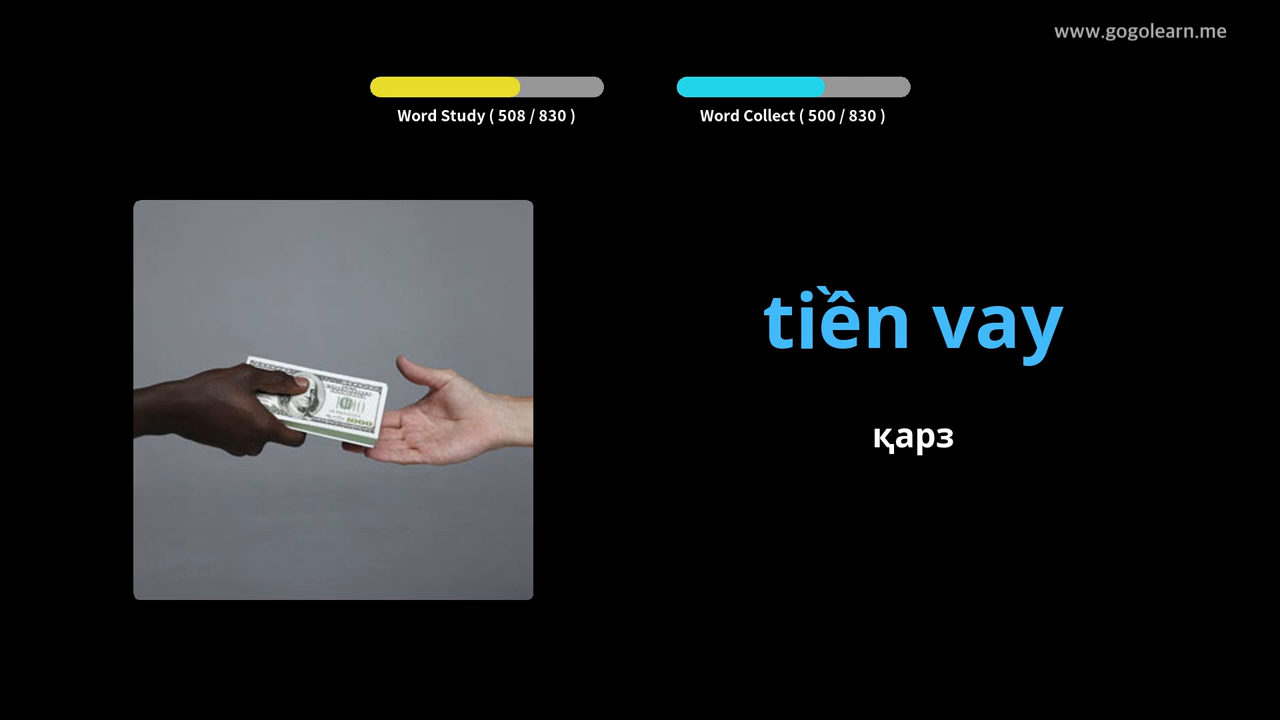 www.gogolearn.me
Word Study ( 508 / 830 )
Word Collect ( 500 / 830 )
tiền vay
қарз